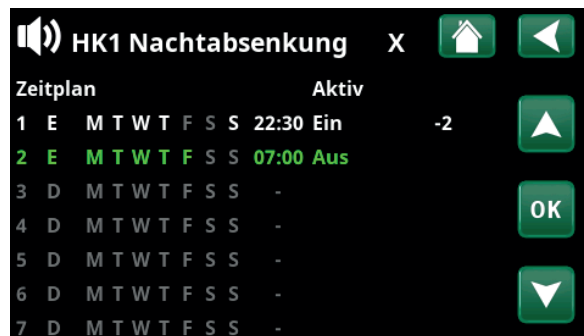 HK1 Nachtabsenkung X
Zeitplan Aktiv
1 E M T W T F S S 22:30 Ein -2
2 E M T W T F S S 07:00 Aus
3 D M T W T F S S -
4 D M T W T F S S -
OK
5 D M T W T F S S -
6 D M T W T F S S -
7 D M T W T F S S